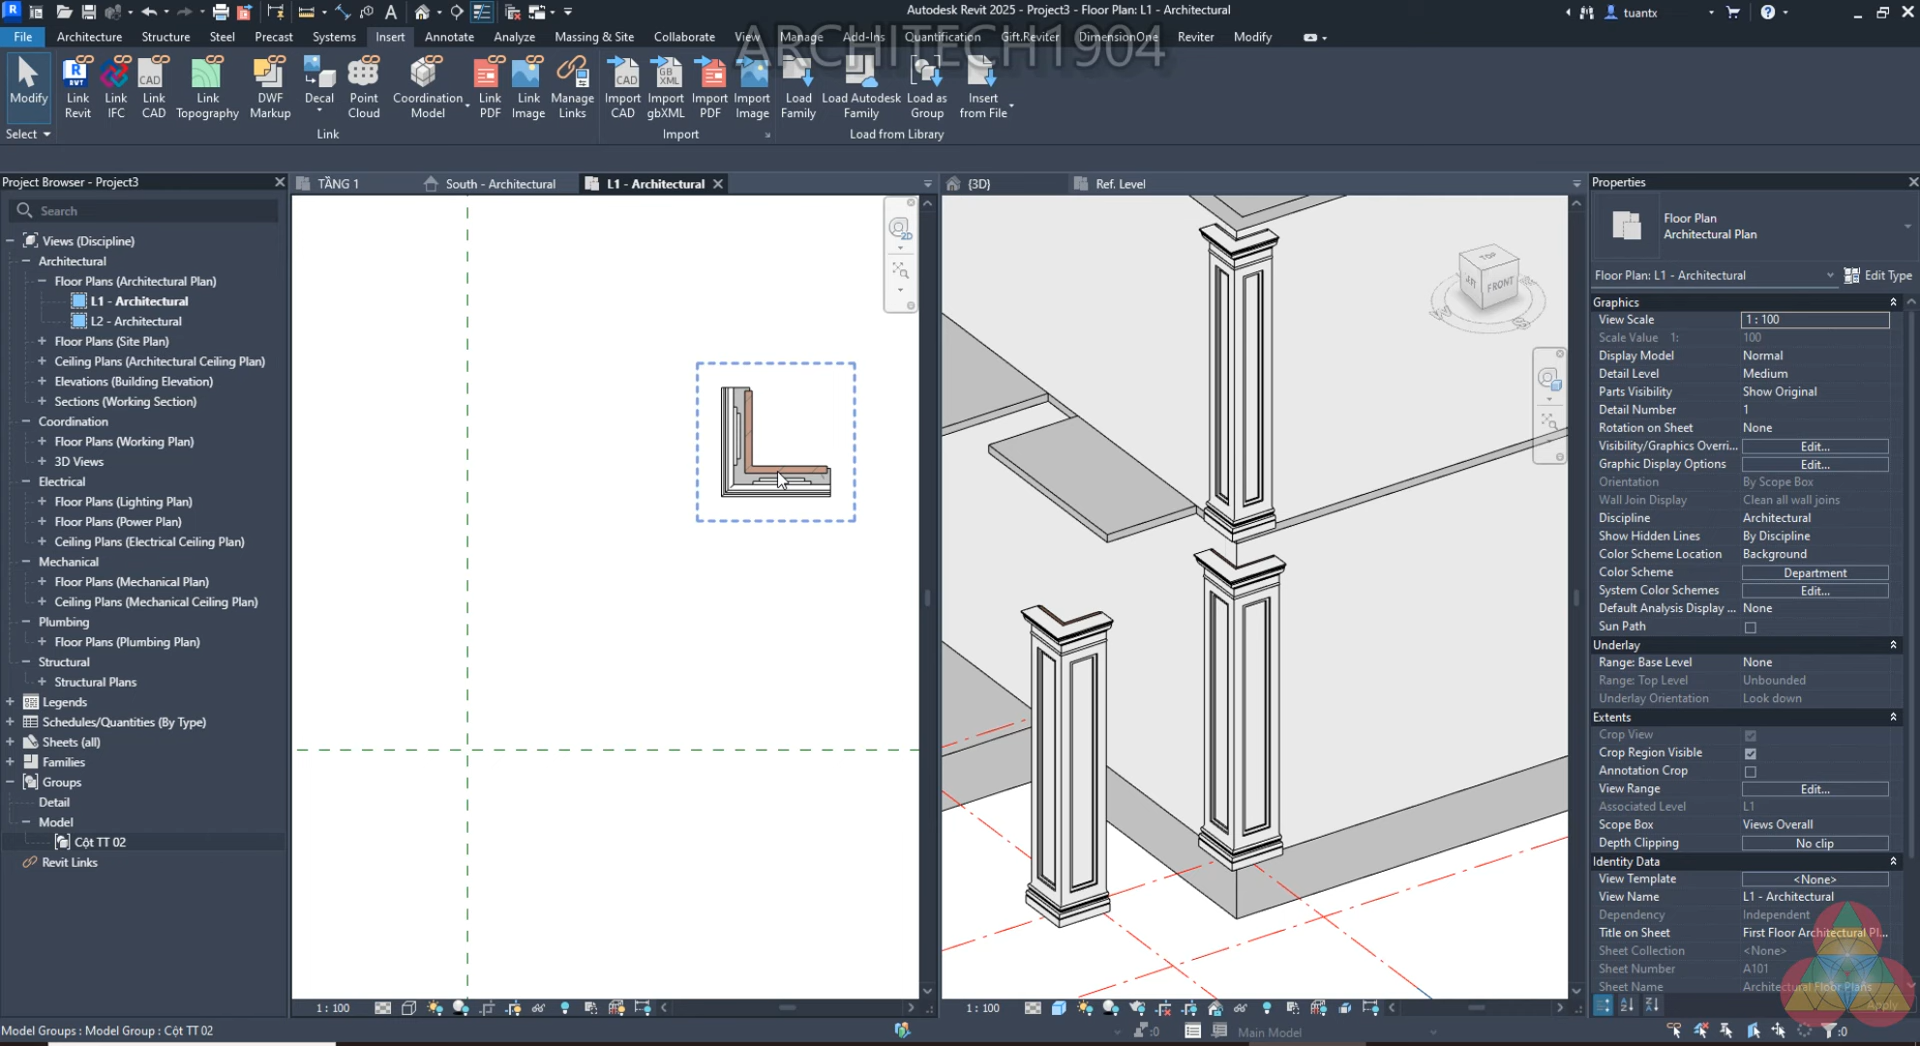 Autodesk Revit 2025 - Project3 - Floor Plan: L1 - Architectural
tuantx
File Architecture Structure Steel Precast Systems Insert Annotate Analyze Massing & Site Collaborate View Manage Add-Ins Quantification Gift.Reviter DimensionOne Reviter Modify
ARCHITECH1904
Modify
Link Revit
Link IFC
Link CAD
Link Topography
DWF Markup
Decal
Point Cloud
Coordination Model
Link PDF
Link Image
Manage Links
Import CAD
Import gbXML
Import PDF
Import Image
Load Family
Load Autodesk Family
Load as Group
Insert from File
Select
Link
Import
Load from Library
Project Browser - Project3
TẦNG 1
South - Architectural
L1 - Architectural
{3D}
Ref. Level
Properties
Search
Views (Discipline)
Architectural
Floor Plans (Architectural Plan)
L1 - Architectural
L2 - Architectural
Floor Plans (Site Plan)
Ceiling Plans (Architectural Ceiling Plan)
Elevations (Building Elevation)
Sections (Working Section)
Coordination
Floor Plans (Working Plan)
3D Views
Electrical
Floor Plans (Lighting Plan)
Floor Plans (Power Plan)
Ceiling Plans (Electrical Ceiling Plan)
Mechanical
Floor Plans (Mechanical Plan)
Ceiling Plans (Mechanical Ceiling Plan)
Plumbing
Floor Plans (Plumbing Plan)
Structural
Structural Plans
Legends
Schedules/Quantities (By Type)
Sheets (all)
Families
Groups
Detail
Model
Cột TT 02
Revit Links
2D
TOP
FRONT
Floor Plan
Architectural Plan
Floor Plan: L1 - Architectural
Edit Type
Graphics
View Scale 1 : 100
Scale Value 1: 100
Display Model Normal
Detail Level Medium
Parts Visibility Show Original
Detail Number 1
Rotation on Sheet None
Visibility/Graphics Overri... Edit...
Graphic Display Options Edit...
Orientation By Scope Box
Wall Join Display Clean all wall joins
Discipline Architectural
Show Hidden Lines By Discipline
Color Scheme Location Background
Color Scheme Department
System Color Schemes Edit...
Default Analysis Display ... None
Sun Path
Underlay
Range: Base Level None
Range: Top Level Unbounded
Underlay Orientation Look down
Extents
Crop View
Crop Region Visible
Annotation Crop
View Range Edit...
Associated Level L1
Scope Box Views Overall
Depth Clipping No clip
Identity Data
View Template <None>
View Name L1 - Architectural
Dependency Independent
Title on Sheet First Floor Architectural Pl...
Sheet Collection <None>
Sheet Number A101
Sheet Name Architectural Floor Plans
Apply
1 : 100
1 : 100
Model Groups : Model Group : Cột TT 02
:0
Main Model
:0